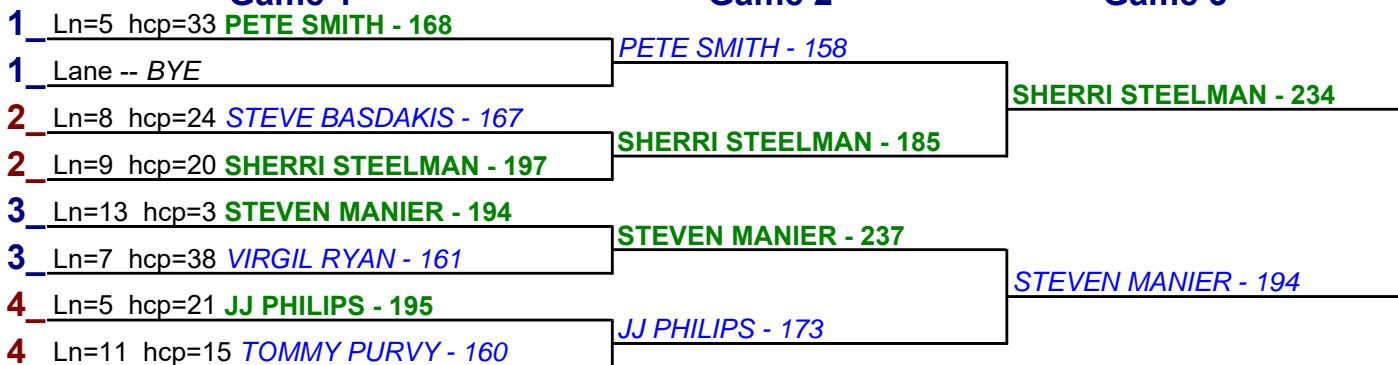 1_ Ln=5 hcp=33 PETE SMITH - 168
PETE SMITH - 158
1_ Lane -- BYE
SHERRI STEELMAN - 234
2_ Ln=8 hcp=24 STEVE BASDAKIS - 167
SHERRI STEELMAN - 185
2_ Ln=9 hcp=20 SHERRI STEELMAN - 197
3_ Ln=13 hcp=3 STEVEN MANIER - 194
STEVEN MANIER - 237
3_ Ln=7 hcp=38 VIRGIL RYAN - 161
STEVEN MANIER - 194
4_ Ln=5 hcp=21 JJ PHILIPS - 195
JJ PHILIPS - 173
4 Ln=11 hcp=15 TOMMY PURVY - 160